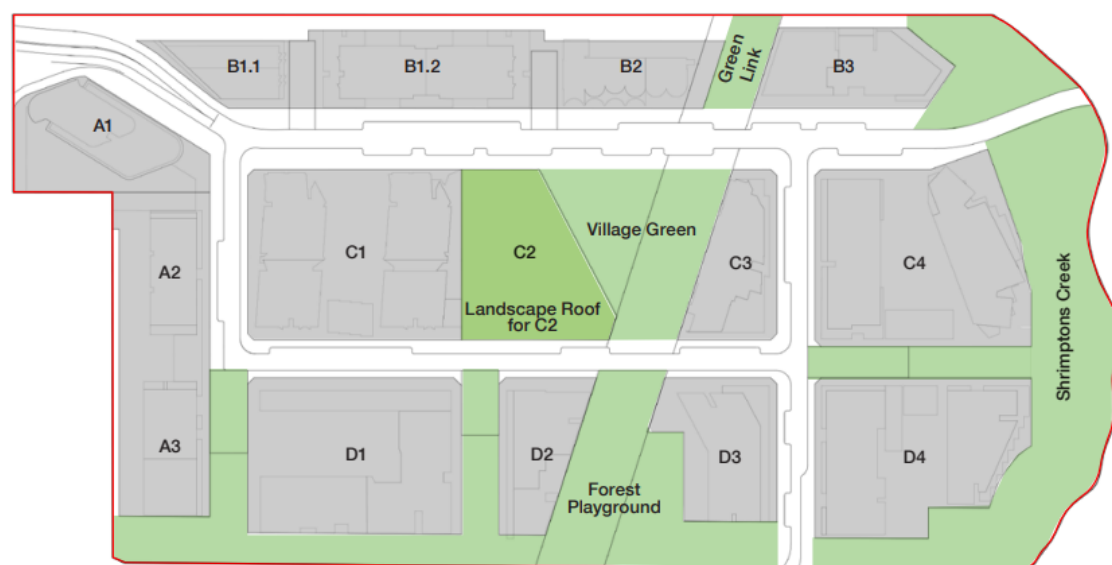 B1.1
B1.2
B2
Green
Link
B3
A1
C1
C2
Village Green
C3
C4
A2
Landscape Roof
for C2
Shrimptons Creek
A3
D1
D2
Forest
Playground
D3
D4